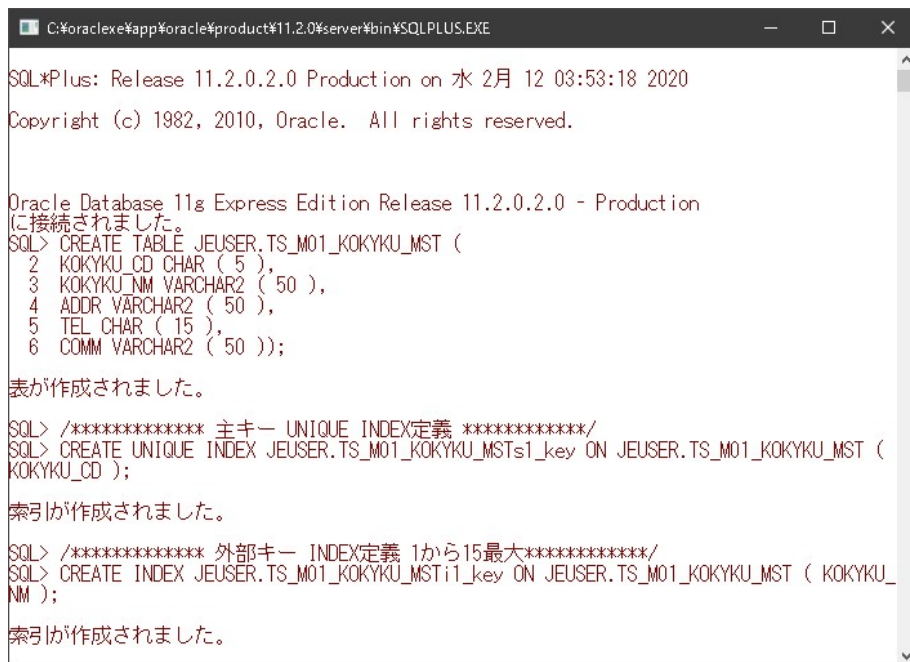 C:¥oraclexe¥app¥oracle¥product¥11.2.0¥server¥bin¥SQLPLUS.EXE
SQL*Plus: Release 11.2.0.2.0 Production on 水 2月 12 03:53:18 2020
Copyright (c) 1982, 2010, Oracle.  All rights reserved.
Oracle Database 11g Express Edition Release 11.2.0.2.0 - Production
に接続されました。
SQL> CREATE TABLE JEUSER.TS_M01_KOKYKU_MST (
  2  KOKYKU_CD CHAR ( 5 ),
  3  KOKYKU_NM VARCHAR2 ( 50 ),
  4  ADDR VARCHAR2 ( 50 ),
  5  TEL CHAR ( 15 ),
  6  COMM VARCHAR2 ( 50 ));
表が作成されました。
SQL> /************* 主キー UNIQUE INDEX定義 ************/
SQL> CREATE UNIQUE INDEX JEUSER.TS_M01_KOKYKU_MSTs1_key ON JEUSER.TS_M01_KOKYKU_MST (
KOKYKU_CD );
索引が作成されました。
SQL> /************* 外部キー INDEX定義 1から15最大************/
SQL> CREATE INDEX JEUSER.TS_M01_KOKYKU_MSTi1_key ON JEUSER.TS_M01_KOKYKU_MST ( KOKYKU_
NM );
索引が作成されました。